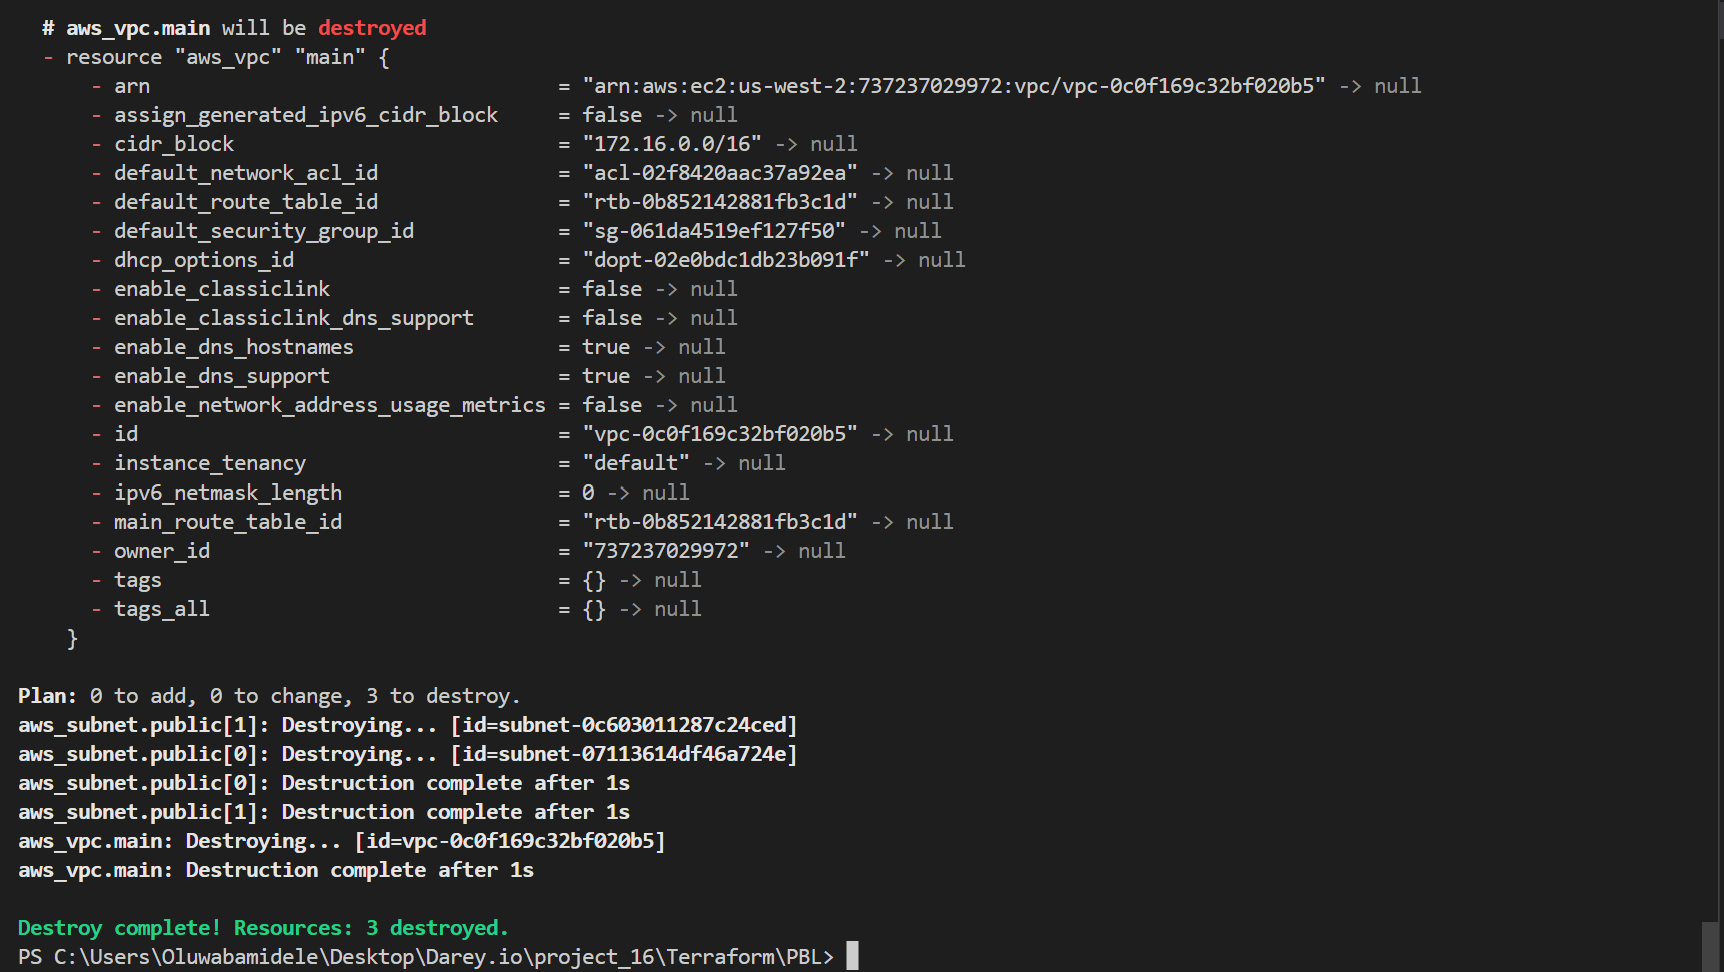 # aws_vpc.main will be destroyed
- resource "aws_vpc" "main" {
- arn = "arn:aws:ec2:us-west-2:737237029972:vpc/vpc-0c0f169c32bf020b5" -> null
- assign_generated_ipv6_cidr_block = false -> null
- cidr_block = "172.16.0.0/16" -> null
- default_network_acl_id = "acl-02f8420aac37a92ea" -> null
- default_route_table_id = "rtb-0b852142881fb3c1d" -> null
- default_security_group_id = "sg-061da4519ef127f50" -> null
- dhcp_options_id = "dopt-02e0bdc1db23b091f" -> null
- enable_classiclink = false -> null
- enable_classiclink_dns_support = false -> null
- enable_dns_hostnames = true -> null
- enable_dns_support = true -> null
- enable_network_address_usage_metrics = false -> null
- id = "vpc-0c0f169c32bf020b5" -> null
- instance_tenancy = "default" -> null
- ipv6_netmask_length = 0 -> null
- main_route_table_id = "rtb-0b852142881fb3c1d" -> null
- owner_id = "737237029972" -> null
- tags = {} -> null
- tags_all = {} -> null
}
Plan: 0 to add, 0 to change, 3 to destroy.
aws_subnet.public[1]: Destroying... [id=subnet-0c603011287c24ced]
aws_subnet.public[0]: Destroying... [id=subnet-07113614df46a724e]
aws_subnet.public[0]: Destruction complete after 1s
aws_subnet.public[1]: Destruction complete after 1s
aws_vpc.main: Destroying... [id=vpc-0c0f169c32bf020b5]
aws_vpc.main: Destruction complete after 1s
Destroy complete! Resources: 3 destroyed.
PS C:\Users\Oluwabamidele\Desktop\Darey.io\project_16\Terraform\PBL>